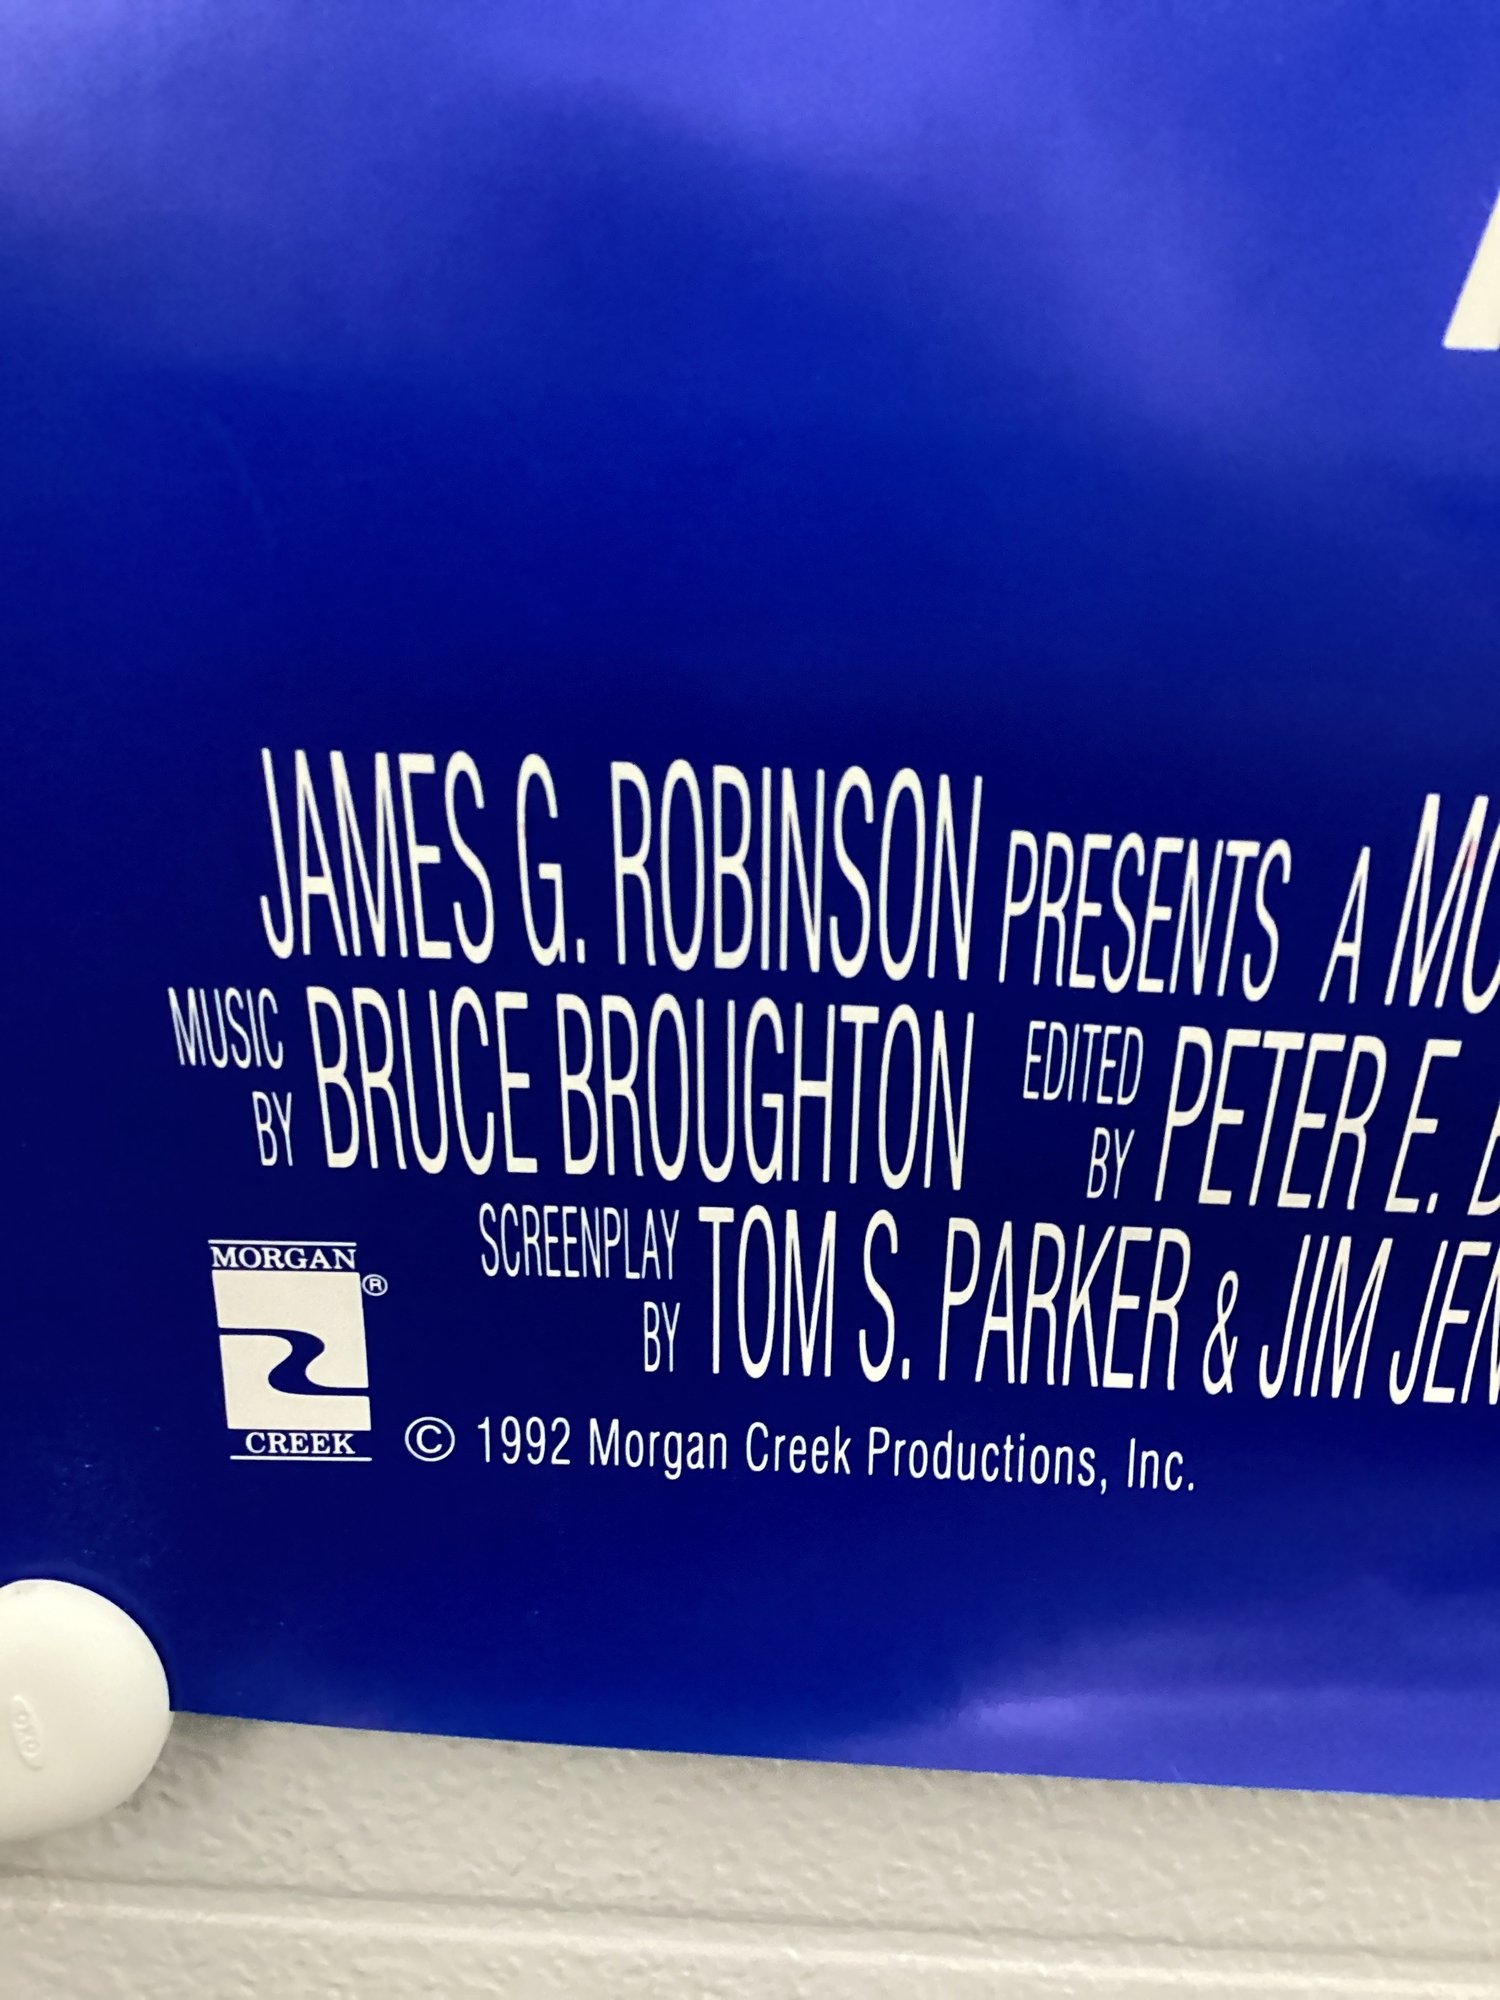 JAMES G. ROBINSON PRESENTS A
MUSIC BY BRUCE BROUGHTON EDITED BY PETER E.
SCREENPLAY BY TOM S. PARKER & JIM
MORGAN ®
CREEK
© 1992 Morgan Creek Productions, Inc.
OXO